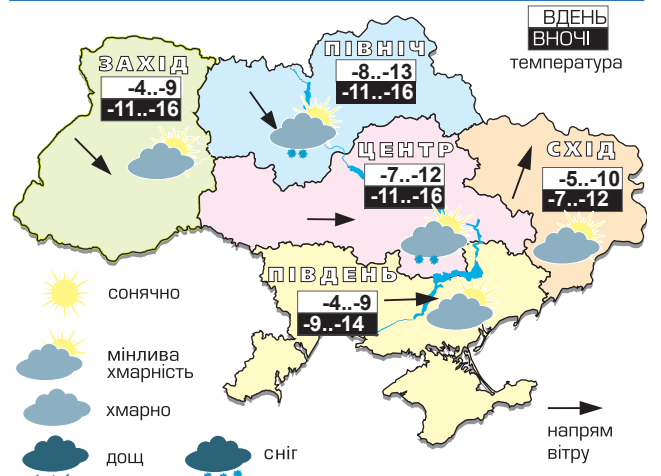 ВДЕНЬ
ВНОЧІ
температура
ЗАХІД
-4..-9
-11..-16
ПІВНІЧ
-8..-13
-11..-16
ЦЕНТР
-7..-12
-11..-16
СХІД
-5..-10
-7..-12
ПІВДЕНЬ
-4..-9
-9..-14
сонячно
мінлива
хмарність
хмарно
дощ
сніг
напрям
вітру